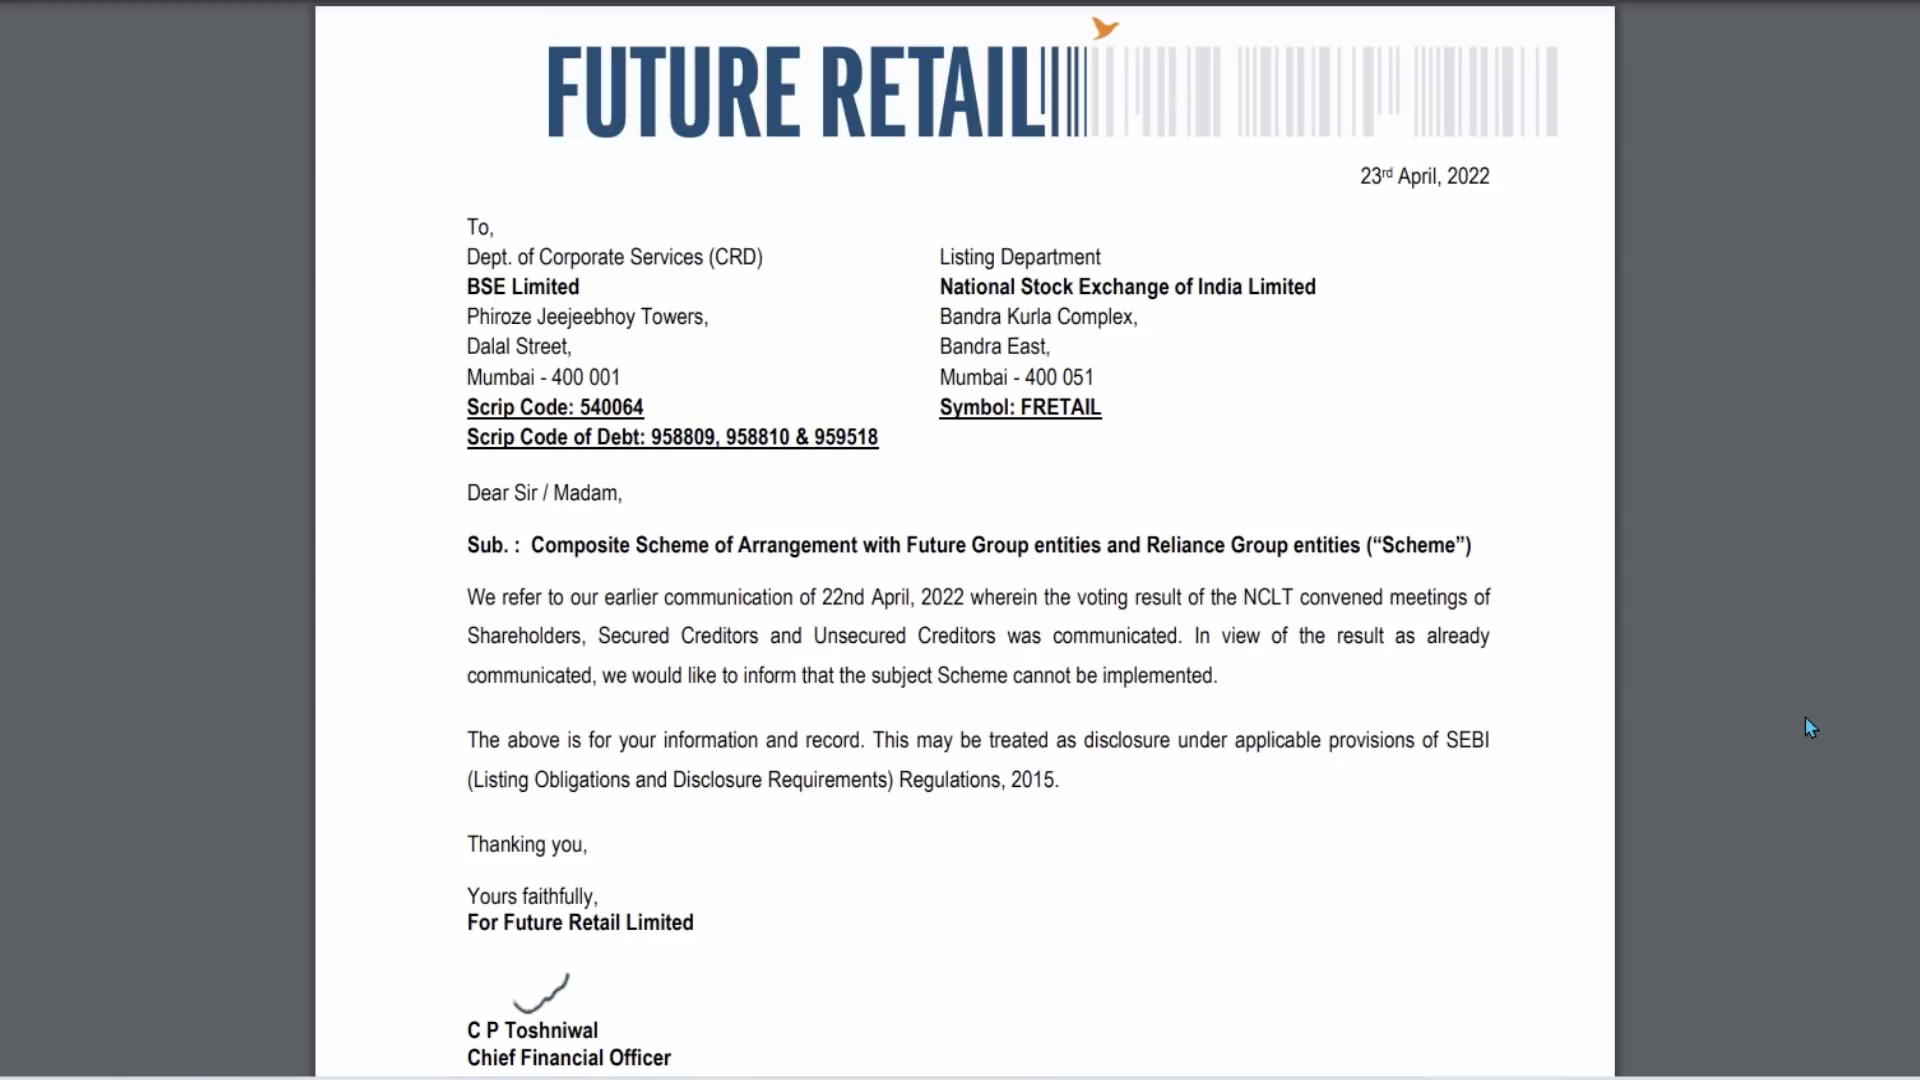 FUTURE RETAIL
23rd April, 2022
To,
Dept. of Corporate Services (CRD)
BSE Limited
Phiroze Jeejeebhoy Towers,
Dalal Street,
Mumbai - 400 001
Scrip Code: 540064
Scrip Code of Debt: 958809, 958810 & 959518
Listing Department
National Stock Exchange of India Limited
Bandra Kurla Complex,
Bandra East,
Mumbai - 400 051
Symbol: FRETAIL
Dear Sir / Madam,
Sub. : Composite Scheme of Arrangement with Future Group entities and Reliance Group entities (“Scheme”)
We refer to our earlier communication of 22nd April, 2022 wherein the voting result of the NCLT convened meetings of
Shareholders, Secured Creditors and Unsecured Creditors was communicated. In view of the result as already
communicated, we would like to inform that the subject Scheme cannot be implemented.
The above is for your information and record. This may be treated as disclosure under applicable provisions of SEBI
(Listing Obligations and Disclosure Requirements) Regulations, 2015.
Thanking you,
Yours faithfully,
For Future Retail Limited
C P Toshniwal
Chief Financial Officer